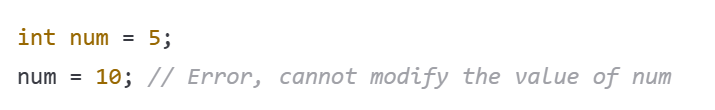 int num = 5;
num = 10; // Error, cannot modify the value of num